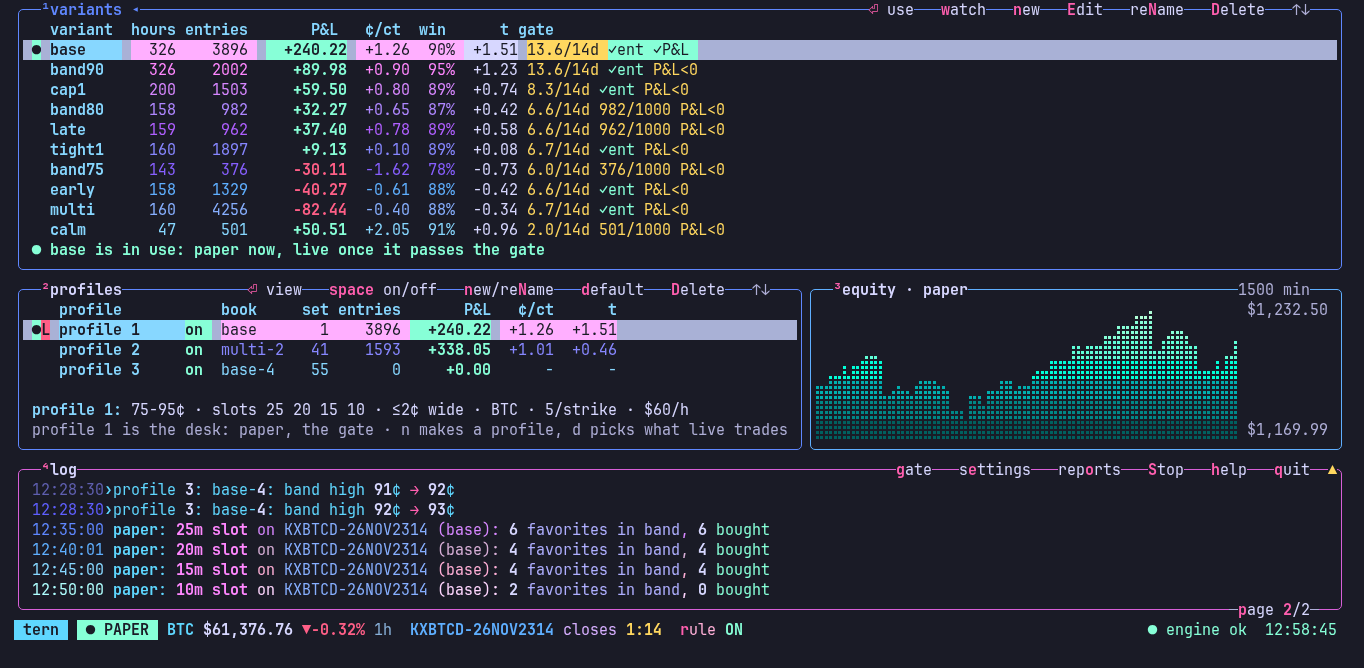 ¹variants ◂ ⏎ use watch new Edit reName Delete ↑↓
variant hours entries P&L ¢/ct win t gate
● base 326 3896 +240.22 +1.26 90% +1.51 13.6/14d ✓ent ✓P&L
band90 326 2002 +89.98 +0.90 95% +1.23 13.6/14d ✓ent P&L<0
cap1 200 1503 +59.50 +0.80 89% +0.74 8.3/14d ✓ent P&L<0
band80 158 982 +32.27 +0.65 87% +0.42 6.6/14d 982/1000 P&L<0
late 159 962 +37.40 +0.78 89% +0.58 6.6/14d 962/1000 P&L<0
tight1 160 1897 +9.13 +0.10 89% +0.08 6.7/14d ✓ent P&L<0
band75 143 376 -30.11 -1.62 78% -0.73 6.0/14d 376/1000 P&L<0
early 158 1329 -40.27 -0.61 88% -0.42 6.6/14d ✓ent P&L<0
multi 160 4256 -82.44 -0.40 88% -0.34 6.7/14d ✓ent P&L<0
calm 47 501 +50.51 +2.05 91% +0.96 2.0/14d 501/1000 P&L<0
● base is in use: paper now, live once it passes the gate
²profiles ⏎ view space on/off new/reName default Delete ↑↓
profile book set entries P&L ¢/ct t
●L profile 1 on base 1 3896 +240.22 +1.26 +1.51
profile 2 on multi-2 41 1593 +338.05 +1.01 +0.46
profile 3 on base-4 55 0 +0.00 - -
profile 1: 75-95¢ · slots 25 20 15 10 · ≤2¢ wide · BTC · 5/strike · $60/h
profile 1 is the desk: paper, the gate · n makes a profile, d picks what live trades
³equity · paper 1500 min
$1,232.50
$1,169.99
⁴log gate settings reports Stop help quit ▲
12:28:30›profile 3: base-4: band high 91¢ → 92¢
12:28:30›profile 3: base-4: band high 92¢ → 93¢
12:35:00 paper: 25m slot on KXBTCD-26NOV2314 (base): 6 favorites in band, 6 bought
12:40:01 paper: 20m slot on KXBTCD-26NOV2314 (base): 4 favorites in band, 4 bought
12:45:00 paper: 15m slot on KXBTCD-26NOV2314 (base): 4 favorites in band, 4 bought
12:50:00 paper: 10m slot on KXBTCD-26NOV2314 (base): 2 favorites in band, 0 bought
page 2/2
tern ● PAPER BTC $61,376.76 ▼-0.32% 1h KXBTCD-26NOV2314 closes 1:14 rule ON ● engine ok 12:58:45